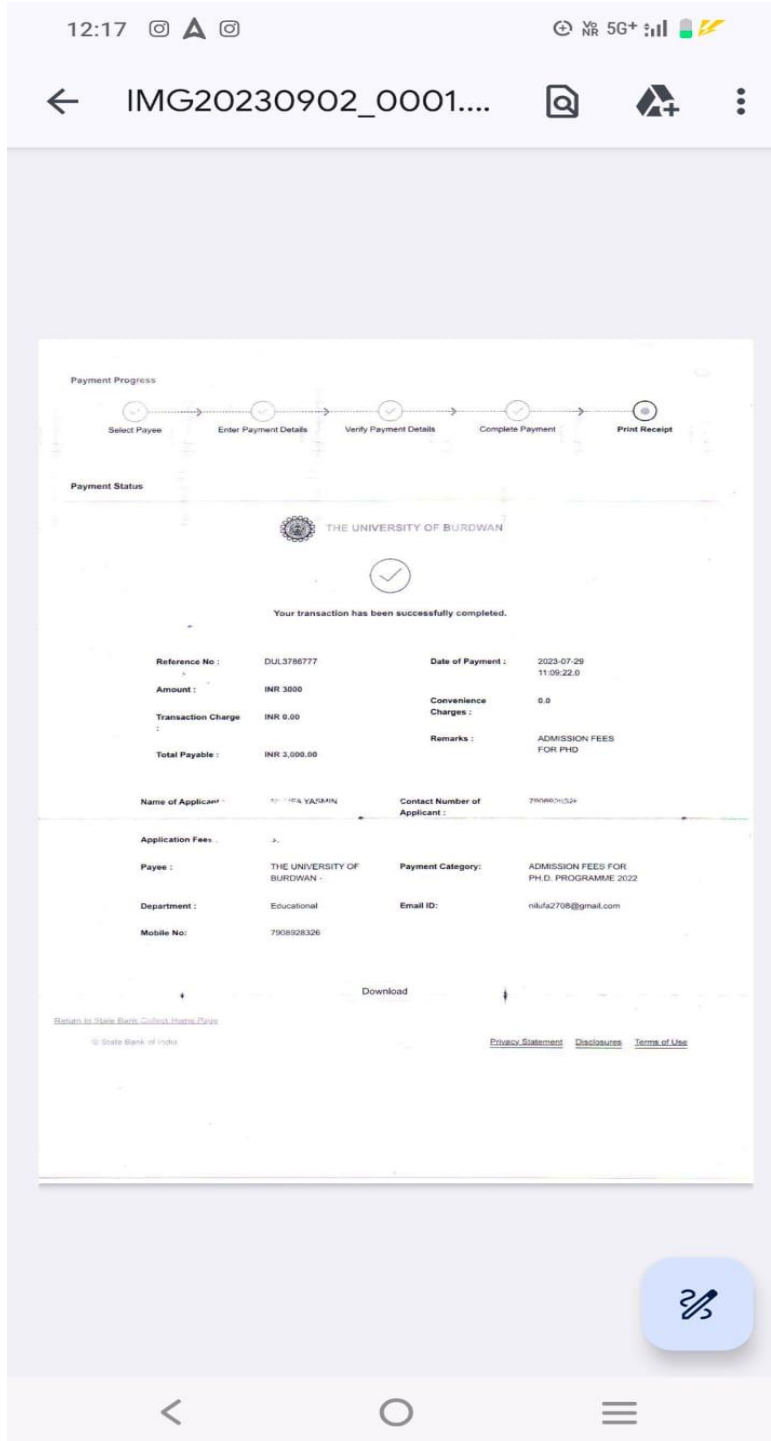 12:17
VoNR 5G+
IMG20230902_0001....
Payment Progress
Select Payee Enter Payment Details Verify Payment Details Complete Payment Print Receipt
Payment Status
THE UNIVERSITY OF BURDWAN
Your transaction has been successfully completed.
Reference No : DUL3786777 Date of Payment : 2023-07-29
11:09:22.0
Amount : INR 3000
Convenience 0.0
Charges :
Transaction Charge INR 0.00
:
Remarks : ADMISSION FEES
FOR PHD
Total Payable : INR 3,000.00
Name of Applicant YASMIN Contact Number of
Applicant :
Application Fees
Payee : THE UNIVERSITY OF Payment Category: ADMISSION FEES FOR
BURDWAN - PH.D. PROGRAMME 2022
Department : Educational Email ID: nilufa2708@gmail.com
Mobile No: 7908928326
Download
Return to State Bank Collect Home Page
© State Bank of India Privacy Statement Disclosures Terms of Use